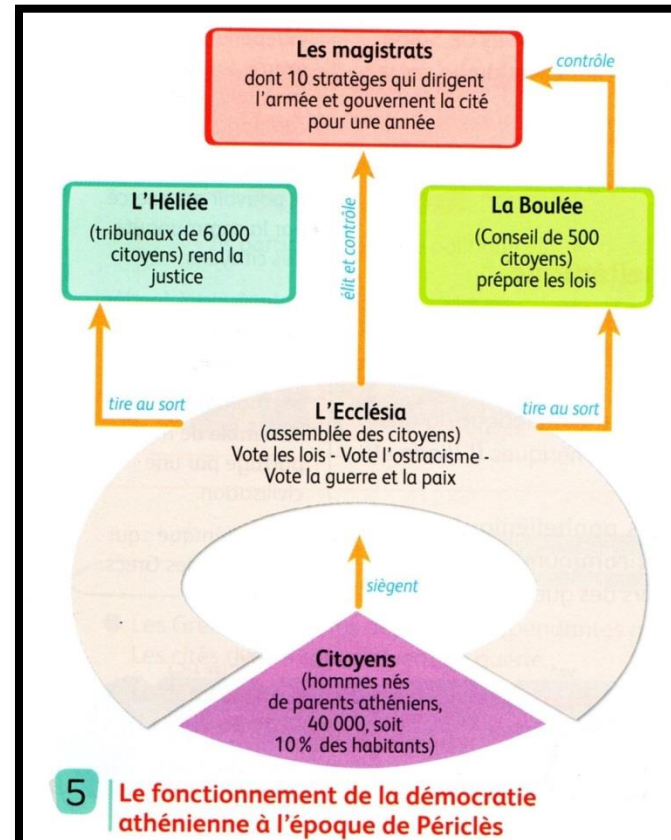 Les magistrats
dont 10 stratèges qui dirigent
l'armée et gouvernent la cité
pour une année
contrôle
L'Héliée
(tribunaux de 6 000
citoyens) rend la
justice
élit et contrôle
La Boulée
(Conseil de 500
citoyens)
prépare les lois
tire au sort
tire au sort
L'Ecclésia
(assemblée des citoyens)
Vote les lois - Vote l'ostracisme -
Vote la guerre et la paix
siègent
Citoyens
(hommes nés
de parents athéniens,
40 000, soit
10 % des habitants)
5
Le fonctionnement de la démocratie
athénienne à l'époque de Périclès